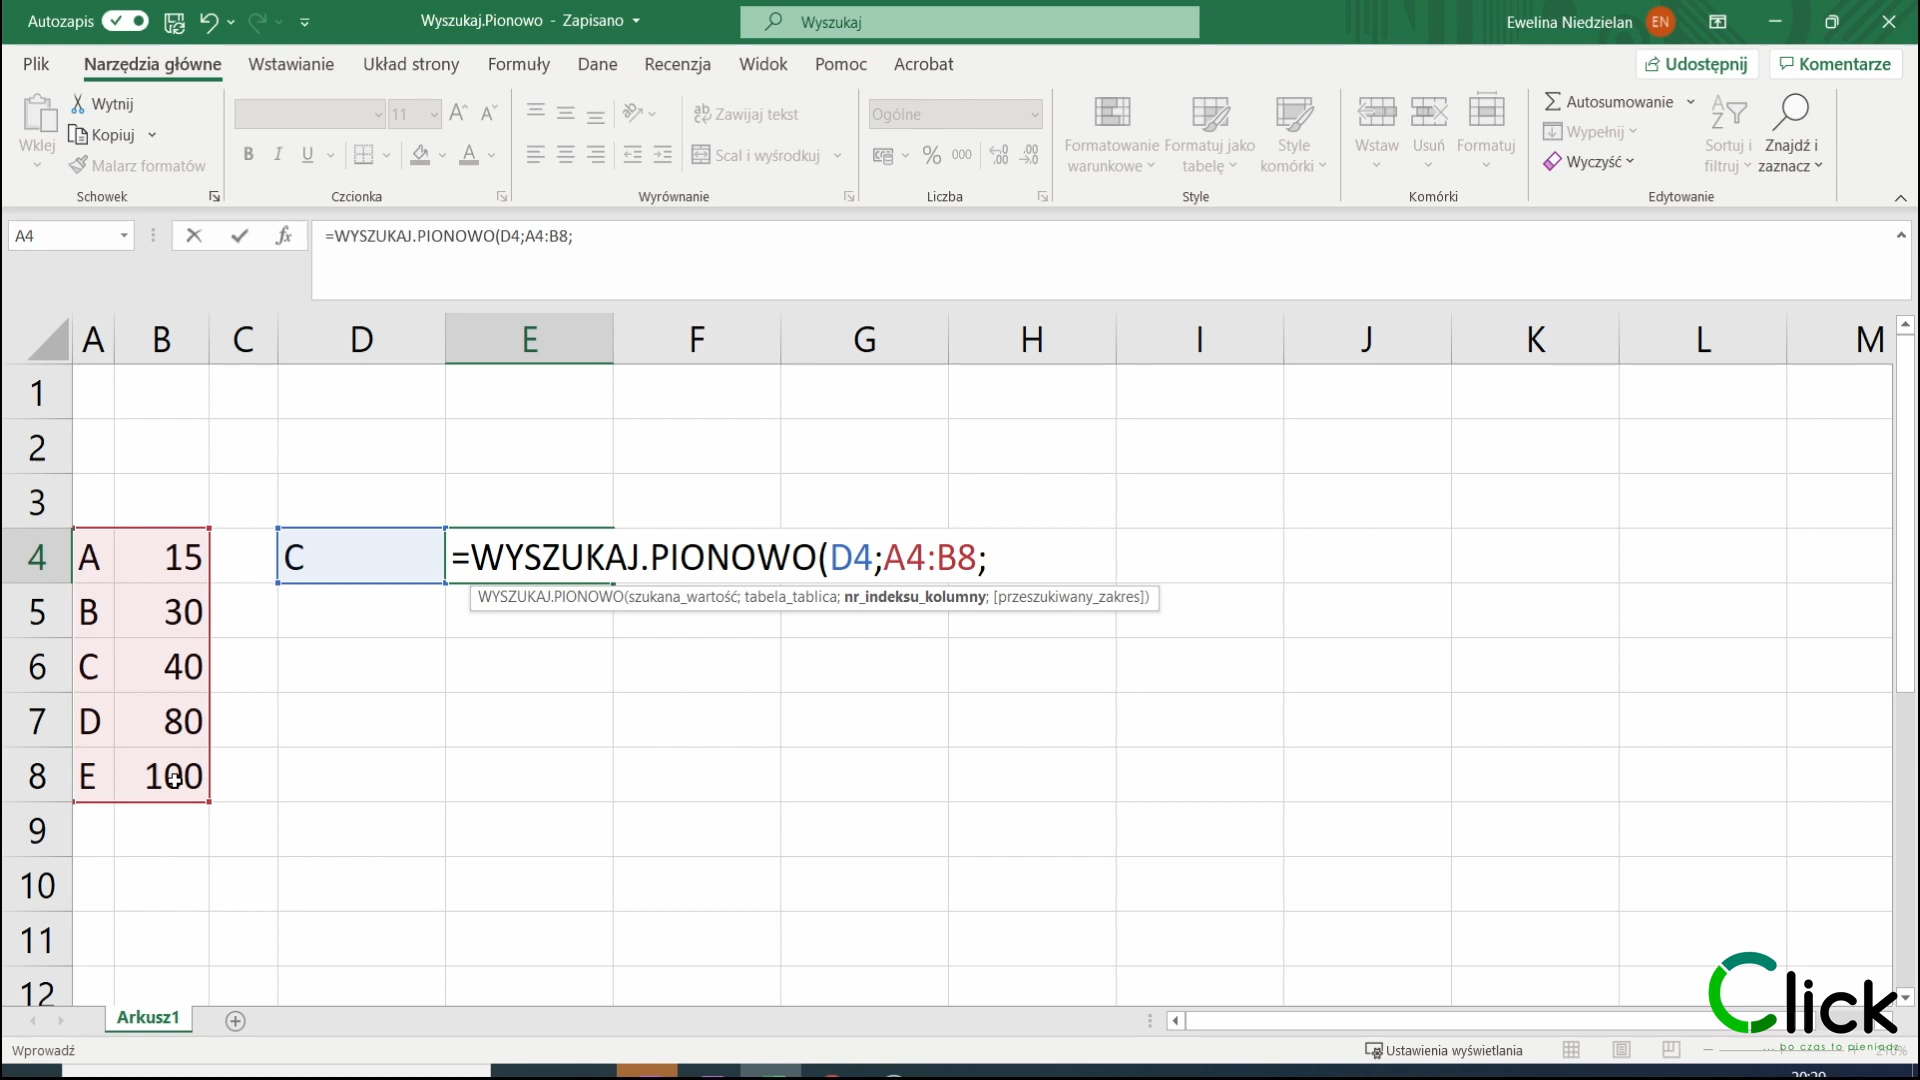 Autozapis
Wyszukaj.Pionowo - Zapisano
Wyszukaj
Ewelina Niedzielan EN
Plik Narzędzia główne Wstawianie Układ strony Formuły Dane Recenzja Widok Pomoc Acrobat
Udostępnij Komentarze
Wklej
Wytnij
Kopiuj
Malarz formatów
Schowek
11
B I U
Czcionka
Zawijaj tekst
Scal i wyśrodkuj
Wyrównanie
Ogólne
% 000
Liczba
Formatowanie warunkowe
Formatuj jako tabelę
Style komórki
Style
Wstaw Usuń Formatuj
Komórki
Autosumowanie
Wypełnij
Wyczyść
Sortuj i filtruj
Znajdź i zaznacz
Edytowanie
A4
fx
=WYSZUKAJ.PIONOWO(D4;A4:B8;
A B C D E F G H I J K L M
1
2
3
4 A 15 C =WYSZUKAJ.PIONOWO(D4;A4:B8;
WYSZUKAJ.PIONOWO(szukana_wartość; tabela_tablica; nr_indeksu_kolumny; [przeszukiwany_zakres])
5 B 30
6 C 40
7 D 80
8 E 100
9
10
11
12
Arkusz1
Click
bo czas to pieniądz
Wprowadź
Ustawienia wyświetlania